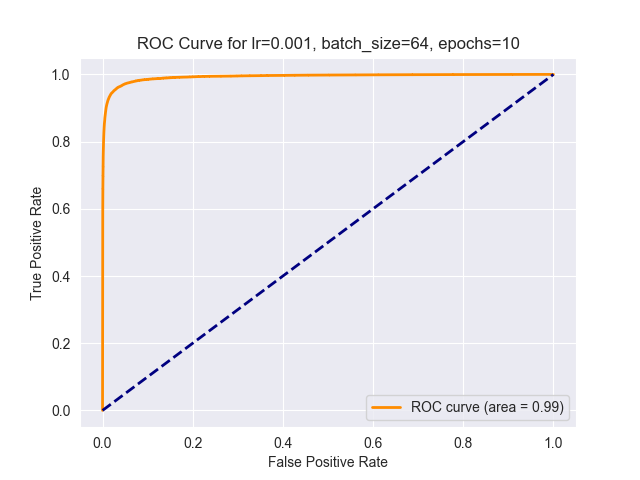 ROC Curve for lr=0.001, batch_size=64, epochs=10
True Positive Rate
1.0
0.8
0.6
0.4
0.2
0.0
ROC curve (area = 0.99)
0.0 0.2 0.4 0.6 0.8 1.0
False Positive Rate